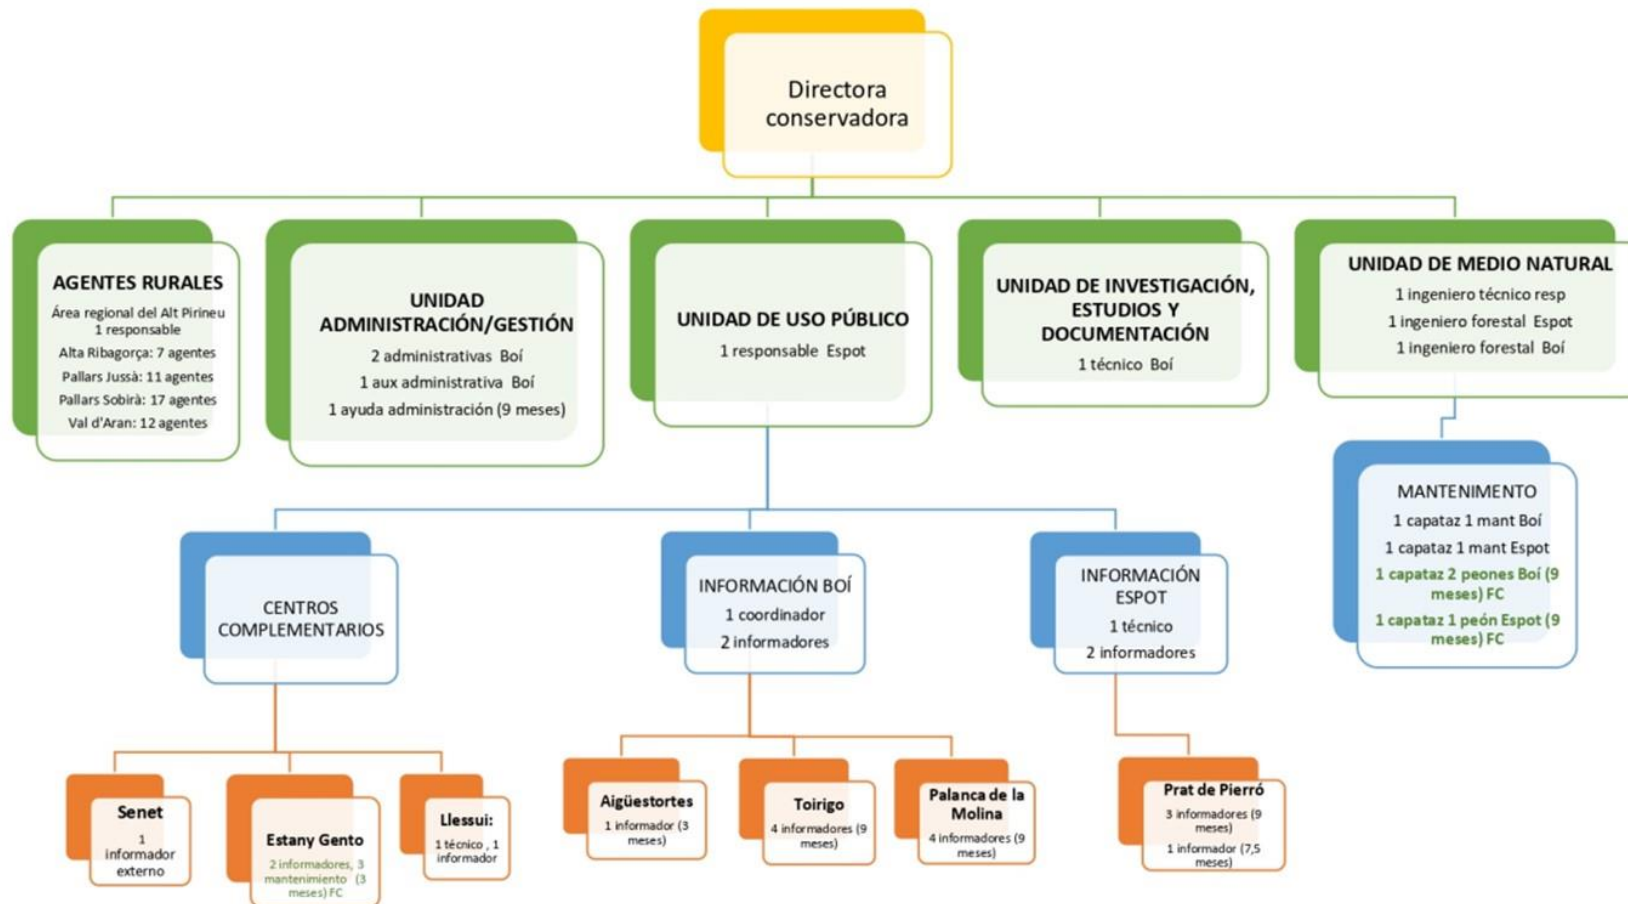 Directora
conservadora
AGENTES RURALES
Área regional del Alt Pirineu
1 responsable
Alta Ribagorça: 7 agentes
Pallars Jussà: 11 agentes
Pallars Sobirà: 17 agentes
Val d'Aran: 12 agentes
UNIDAD
ADMINISTRACIÓN/GESTIÓN
2 administrativas Boí
1 aux administrativa Boí
1 ayuda administración (9 meses)
UNIDAD DE USO PÚBLICO
1 responsable Espot
UNIDAD DE INVESTIGACIÓN,
ESTUDIOS Y
DOCUMENTACIÓN
1 técnico Boí
UNIDAD DE MEDIO NATURAL
1 ingeniero técnico resp
1 ingeniero forestal Espot
1 ingeniero forestal Boí
MANTENIMENTO
1 capataz 1 mant Boí
1 capataz 1 mant Espot
1 capataz 2 peones Boí (9
meses) FC
1 capataz 1 peón Espot (9
meses) FC
CENTROS
COMPLEMENTARIOS
INFORMACIÓN BOÍ
1 coordinador
2 informadores
INFORMACIÓN
ESPOT
1 técnico
2 informadores
Senet
1
informador
externo
Estany Gento
2 informadores, 3
mantenimiento (3
meses) FC
Llessui:
1 técnico , 1
informador
Aigüestortes
1 informador (3
meses)
Toirigo
4 informadores (9
meses)
Palanca de la
Molina
4 informadores (9
meses)
Prat de Pierró
3 informadores (9
meses)
1 informador (7,5
meses)